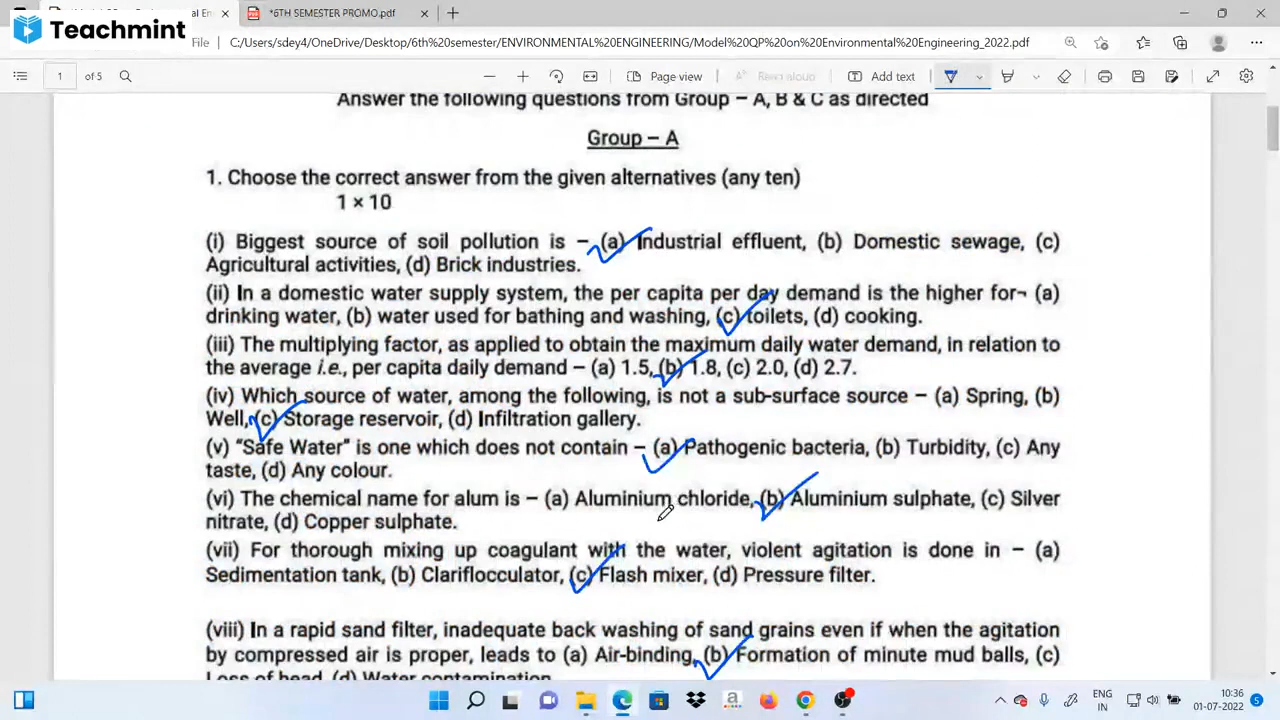 Teachmint
al En
*6TH SEMESTER PROMO.pdf
File
C:/Users/sdey4/OneDrive/Desktop/6th%20semester/ENVIRONMENTAL%20ENGINEERING/Model%20QP%20on%20Environmental%20Engineering_2022.pdf
1 of 5
Page view
Read aloud
Add text
Answer the following questions from Group – A, B & C as directed
Group – A
1. Choose the correct answer from the given alternatives (any ten)
1 × 10
(i) Biggest source of soil pollution is – (a) Industrial effluent, (b) Domestic sewage, (c)
Agricultural activities, (d) Brick industries.
(ii) In a domestic water supply system, the per capita per day demand is the higher for¬ (a)
drinking water, (b) water used for bathing and washing, (c) toilets, (d) cooking.
(iii) The multiplying factor, as applied to obtain the maximum daily water demand, in relation to
the average i.e., per capita daily demand – (a) 1.5, (b) 1.8, (c) 2.0, (d) 2.7.
(iv) Which source of water, among the following, is not a sub-surface source – (a) Spring, (b)
Well, (c) Storage reservoir, (d) Infiltration gallery.
(v) “Safe Water” is one which does not contain – (a) Pathogenic bacteria, (b) Turbidity, (c) Any
taste, (d) Any colour.
(vi) The chemical name for alum is – (a) Aluminium chloride, (b) Aluminium sulphate, (c) Silver
nitrate, (d) Copper sulphate.
(vii) For thorough mixing up coagulant with the water, violent agitation is done in – (a)
Sedimentation tank, (b) Clariflocculator, (c) Flash mixer, (d) Pressure filter.
(viii) In a rapid sand filter, inadequate back washing of sand grains even if when the agitation
by compressed air is proper, leads to (a) Air-binding, (b) Formation of minute mud balls, (c)
Loss of head, (d) Water contamination.
ENG
IN
10:36
01-07-2022
5